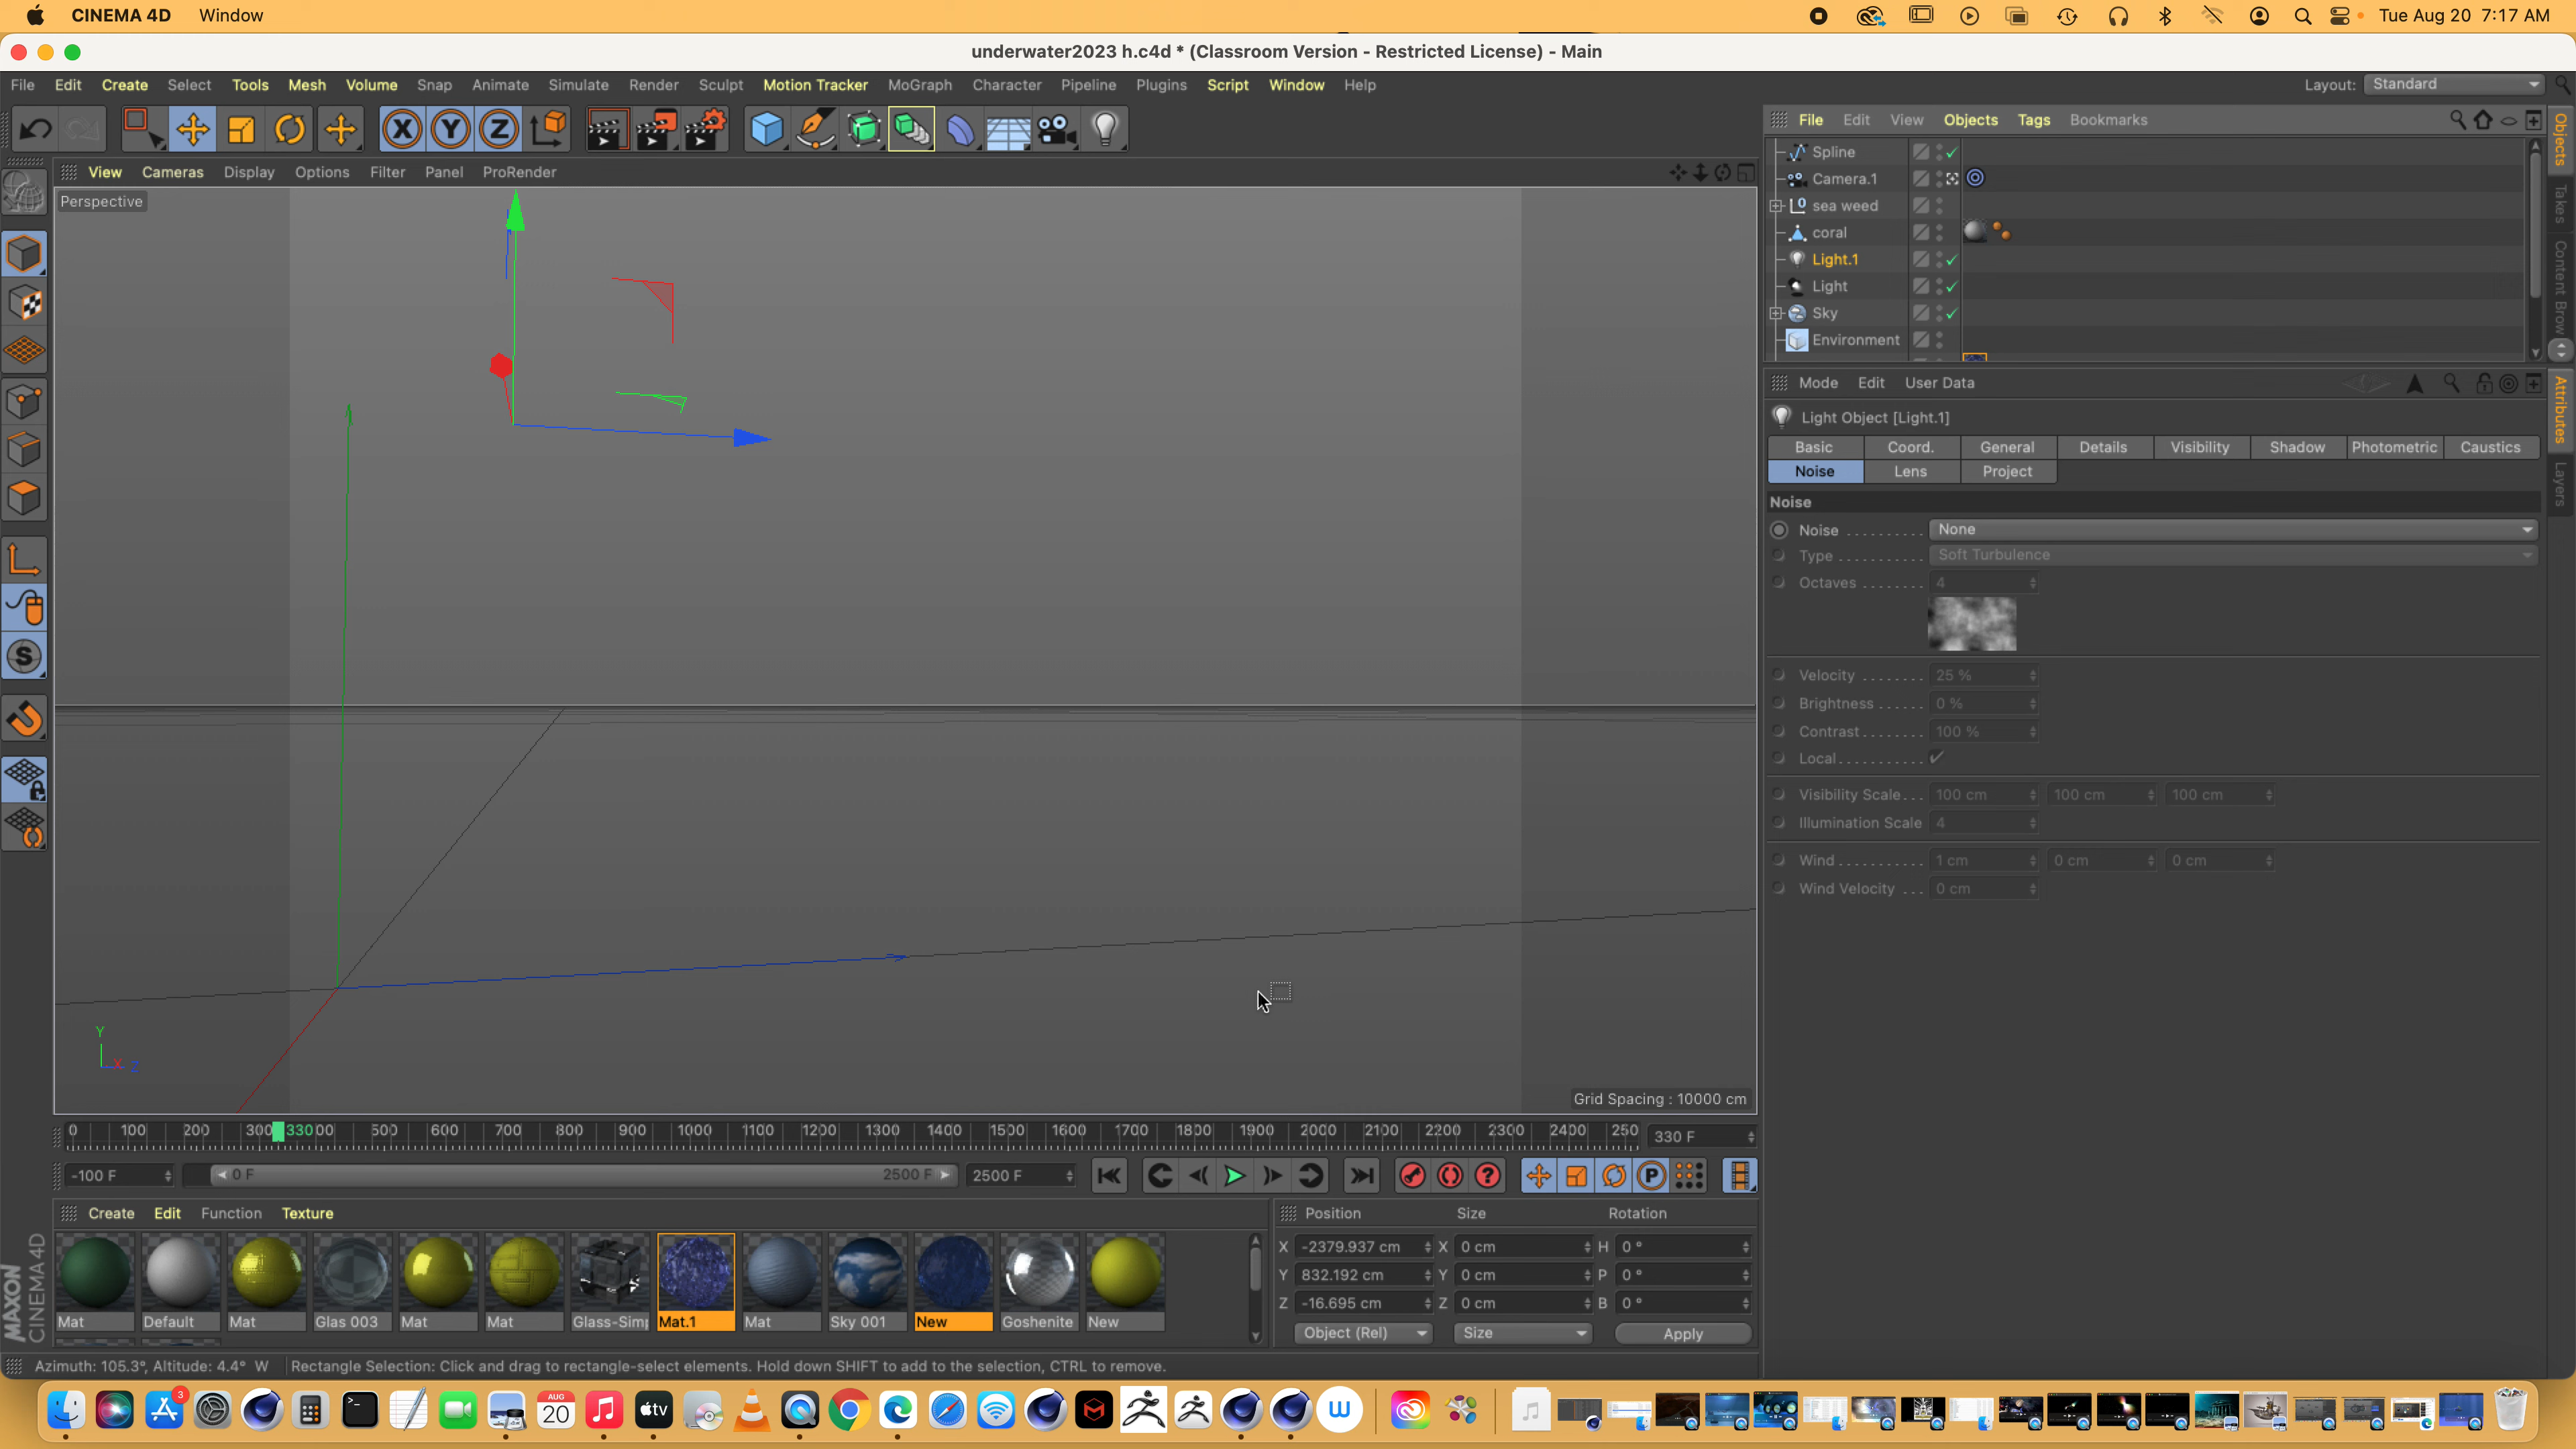 CINEMA 4D Window Tue Aug 20 7:17 AM
underwater2023 h.c4d * (Classroom Version - Restricted License) - Main
File Edit Create Select Tools Mesh Volume Snap Animate Simulate Render Sculpt Motion Tracker MoGraph Character Pipeline Plugins Script Window Help Layout: Standard
File Edit View Objects Tags Bookmarks
Objects
Takes
Content Brow
Attributes
Layers
View Cameras Display Options Filter Panel ProRender
Perspective
Spline
Camera.1
sea weed
coral
Light.1
Light
Sky
Environment
Mode Edit User Data
Light Object [Light.1]
Basic Coord. General Details Visibility Shadow Photometric Caustics
Noise Lens Project
Noise
Noise None
Type Soft Turbulence
Octaves 4
Velocity 25 %
Brightness 0 %
Contrast 100 %
Local
Visibility Scale 100 cm 100 cm 100 cm
Illumination Scale 4
Wind 1 cm 0 cm 0 cm
Wind Velocity 0 cm
Y
X Z
Grid Spacing : 10000 cm
0 100 200 300 330 00 500 600 700 800 900 1000 1100 1200 1300 1400 1500 1600 1700 1800 1900 2000 2100 2200 2300 2400 250 330 F
-100 F 0 F 2500 F 2500 F
Create Edit Function Texture
Mat Default Mat Glas 003 Mat Mat Glass-Sim Mat.1 Mat Sky 001 New Goshenite New
Position Size Rotation
X -2379.937 cm X 0 cm H 0 °
Y 832.192 cm Y 0 cm P 0 °
Z -16.695 cm Z 0 cm B 0 °
Object (Rel) Size Apply
MAXON
CINEMA 4D
Azimuth: 105.3°, Altitude: 4.4° W Rectangle Selection: Click and drag to rectangle-select elements. Hold down SHIFT to add to the selection, CTRL to remove.
3
AUG
20
tv